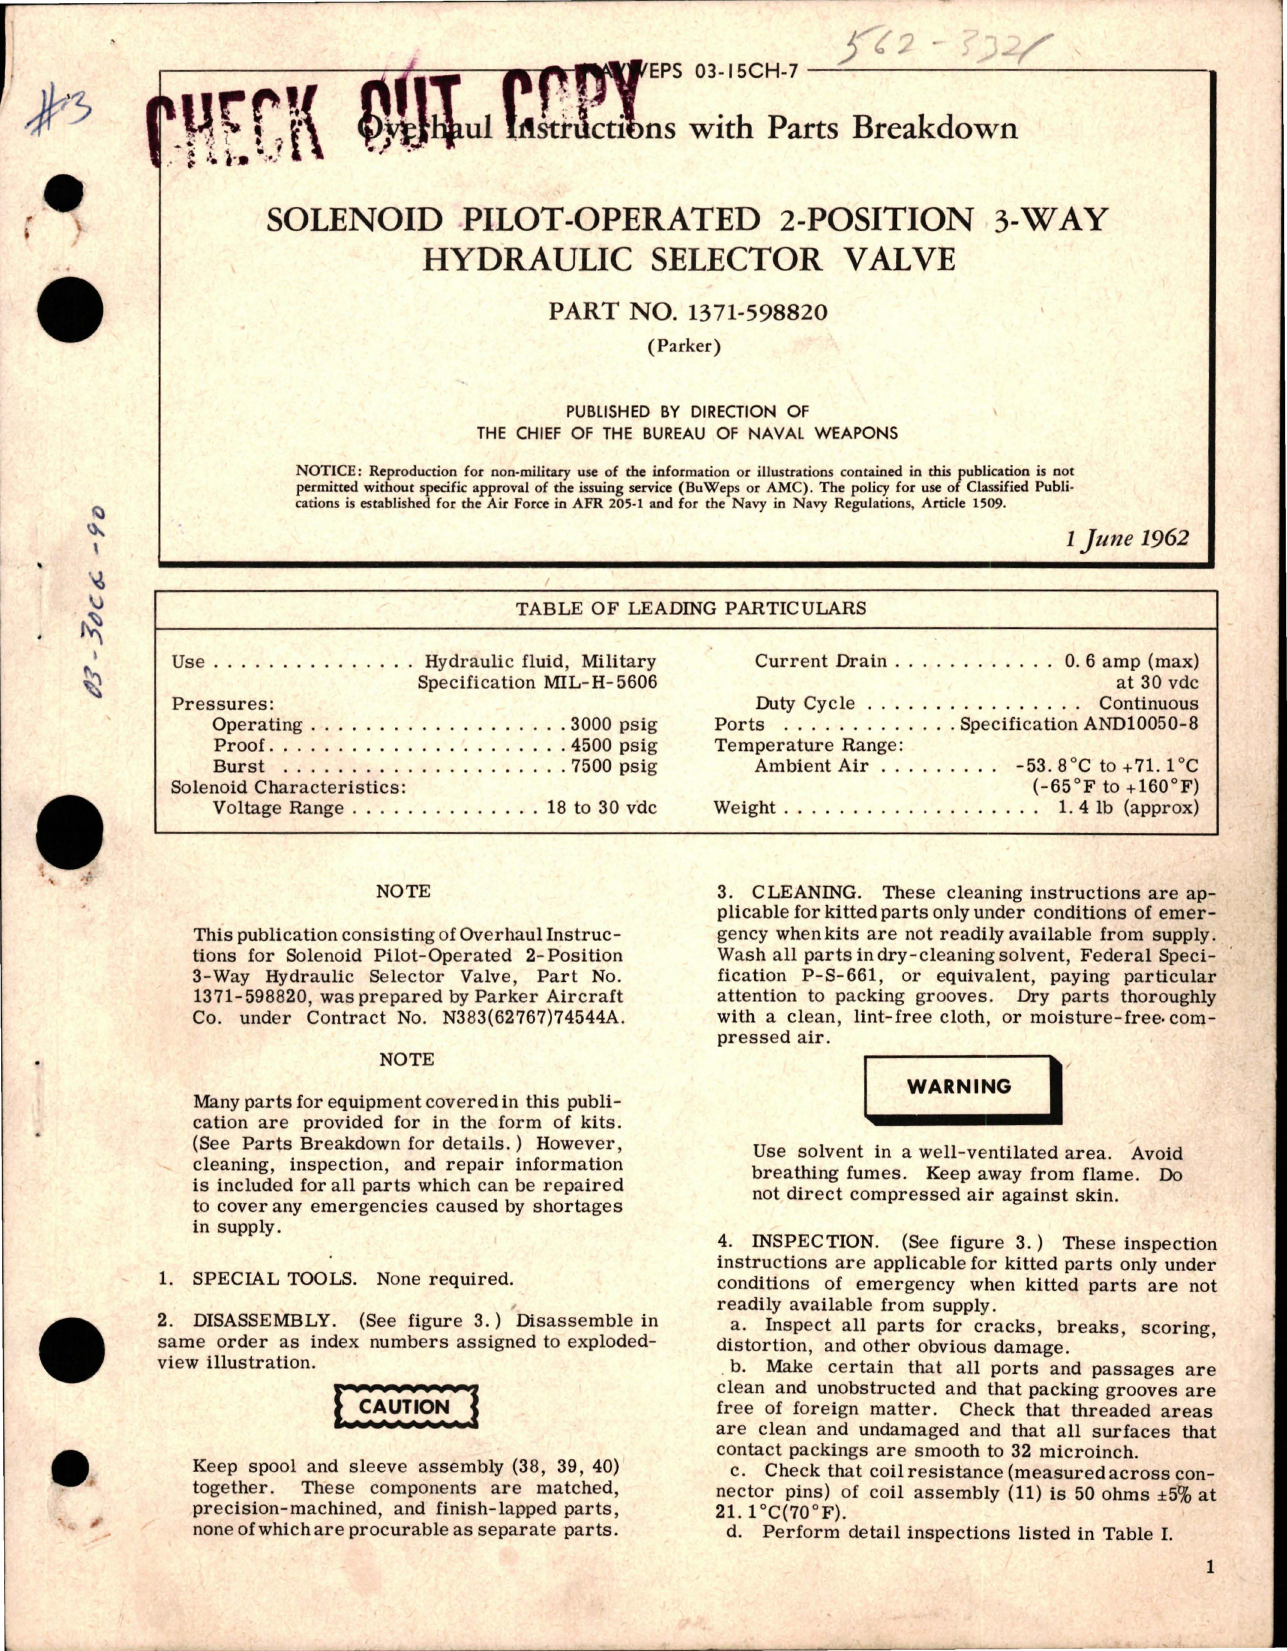 562-332
NAVWEPS 03-15CH-7
#3
CHECK OUT COPY
Overhaul Instructions with Parts Breakdown
SOLENOID PILOT-OPERATED 2-POSITION 3-WAY
HYDRAULIC SELECTOR VALVE
PART NO. 1371-598820
(Parker)
PUBLISHED BY DIRECTION OF
THE CHIEF OF THE BUREAU OF NAVAL WEAPONS
NOTICE: Reproduction for non-military use of the information or illustrations contained in this publication is not
permitted without specific approval of the issuing service (BuWeps or AMC). The policy for use of Classified Publi-
cations is established for the Air Force in AFR 205-1 and for the Navy in Navy Regulations, Article 1509.
1 June 1962
TABLE OF LEADING PARTICULARS
Use . . . . . . . . . . . . . . . Hydraulic fluid, Military
Specification MIL-H-5606
Pressures:
Operating . . . . . . . . . . . . . . . . . . . 3000 psig
Proof. . . . . . . . . . . . . . . . . . . . . . 4500 psig
Burst . . . . . . . . . . . . . . . . . . . . . 7500 psig
Solenoid Characteristics:
Voltage Range . . . . . . . . . . . . . . 18 to 30 vdc
Current Drain . . . . . . . . . . . . 0.6 amp (max)
at 30 vdc
Duty Cycle . . . . . . . . . . . . . . . . Continuous
Ports . . . . . . . . . . . . . Specification AND10050-8
Temperature Range:
Ambient Air . . . . . . . . . -53.8°C to +71.1°C
(-65°F to +160°F)
Weight . . . . . . . . . . . . . . . . . . . 1.4 lb (approx)
NOTE
This publication consisting of Overhaul Instruc-
tions for Solenoid Pilot-Operated 2-Position
3-Way Hydraulic Selector Valve, Part No.
1371-598820, was prepared by Parker Aircraft
Co. under Contract No. N383(62767)74544A.
NOTE
Many parts for equipment covered in this publi-
cation are provided for in the form of kits.
(See Parts Breakdown for details.) However,
cleaning, inspection, and repair information
is included for all parts which can be repaired
to cover any emergencies caused by shortages
in supply.
1. SPECIAL TOOLS. None required.
2. DISASSEMBLY. (See figure 3.) Disassemble in
same order as index numbers assigned to exploded-
view illustration.
CAUTION
Keep spool and sleeve assembly (38, 39, 40)
together. These components are matched,
precision-machined, and finish-lapped parts,
none of which are procurable as separate parts.
3. CLEANING. These cleaning instructions are ap-
plicable for kitted parts only under conditions of emer-
gency when kits are not readily available from supply.
Wash all parts in dry-cleaning solvent, Federal Speci-
fication P-S-661, or equivalent, paying particular
attention to packing grooves. Dry parts thoroughly
with a clean, lint-free cloth, or moisture-free com-
pressed air.
WARNING
Use solvent in a well-ventilated area. Avoid
breathing fumes. Keep away from flame. Do
not direct compressed air against skin.
4. INSPECTION. (See figure 3.) These inspection
instructions are applicable for kitted parts only under
conditions of emergency when kitted parts are not
readily available from supply.
a. Inspect all parts for cracks, breaks, scoring,
distortion, and other obvious damage.
b. Make certain that all ports and passages are
clean and unobstructed and that packing grooves are
free of foreign matter. Check that threaded areas
are clean and undamaged and that all surfaces that
contact packings are smooth to 32 microinch.
c. Check that coil resistance (measured across con-
nector pins) of coil assembly (11) is 50 ohms ±5% at
21.1°C(70°F).
d. Perform detail inspections listed in Table I.
1